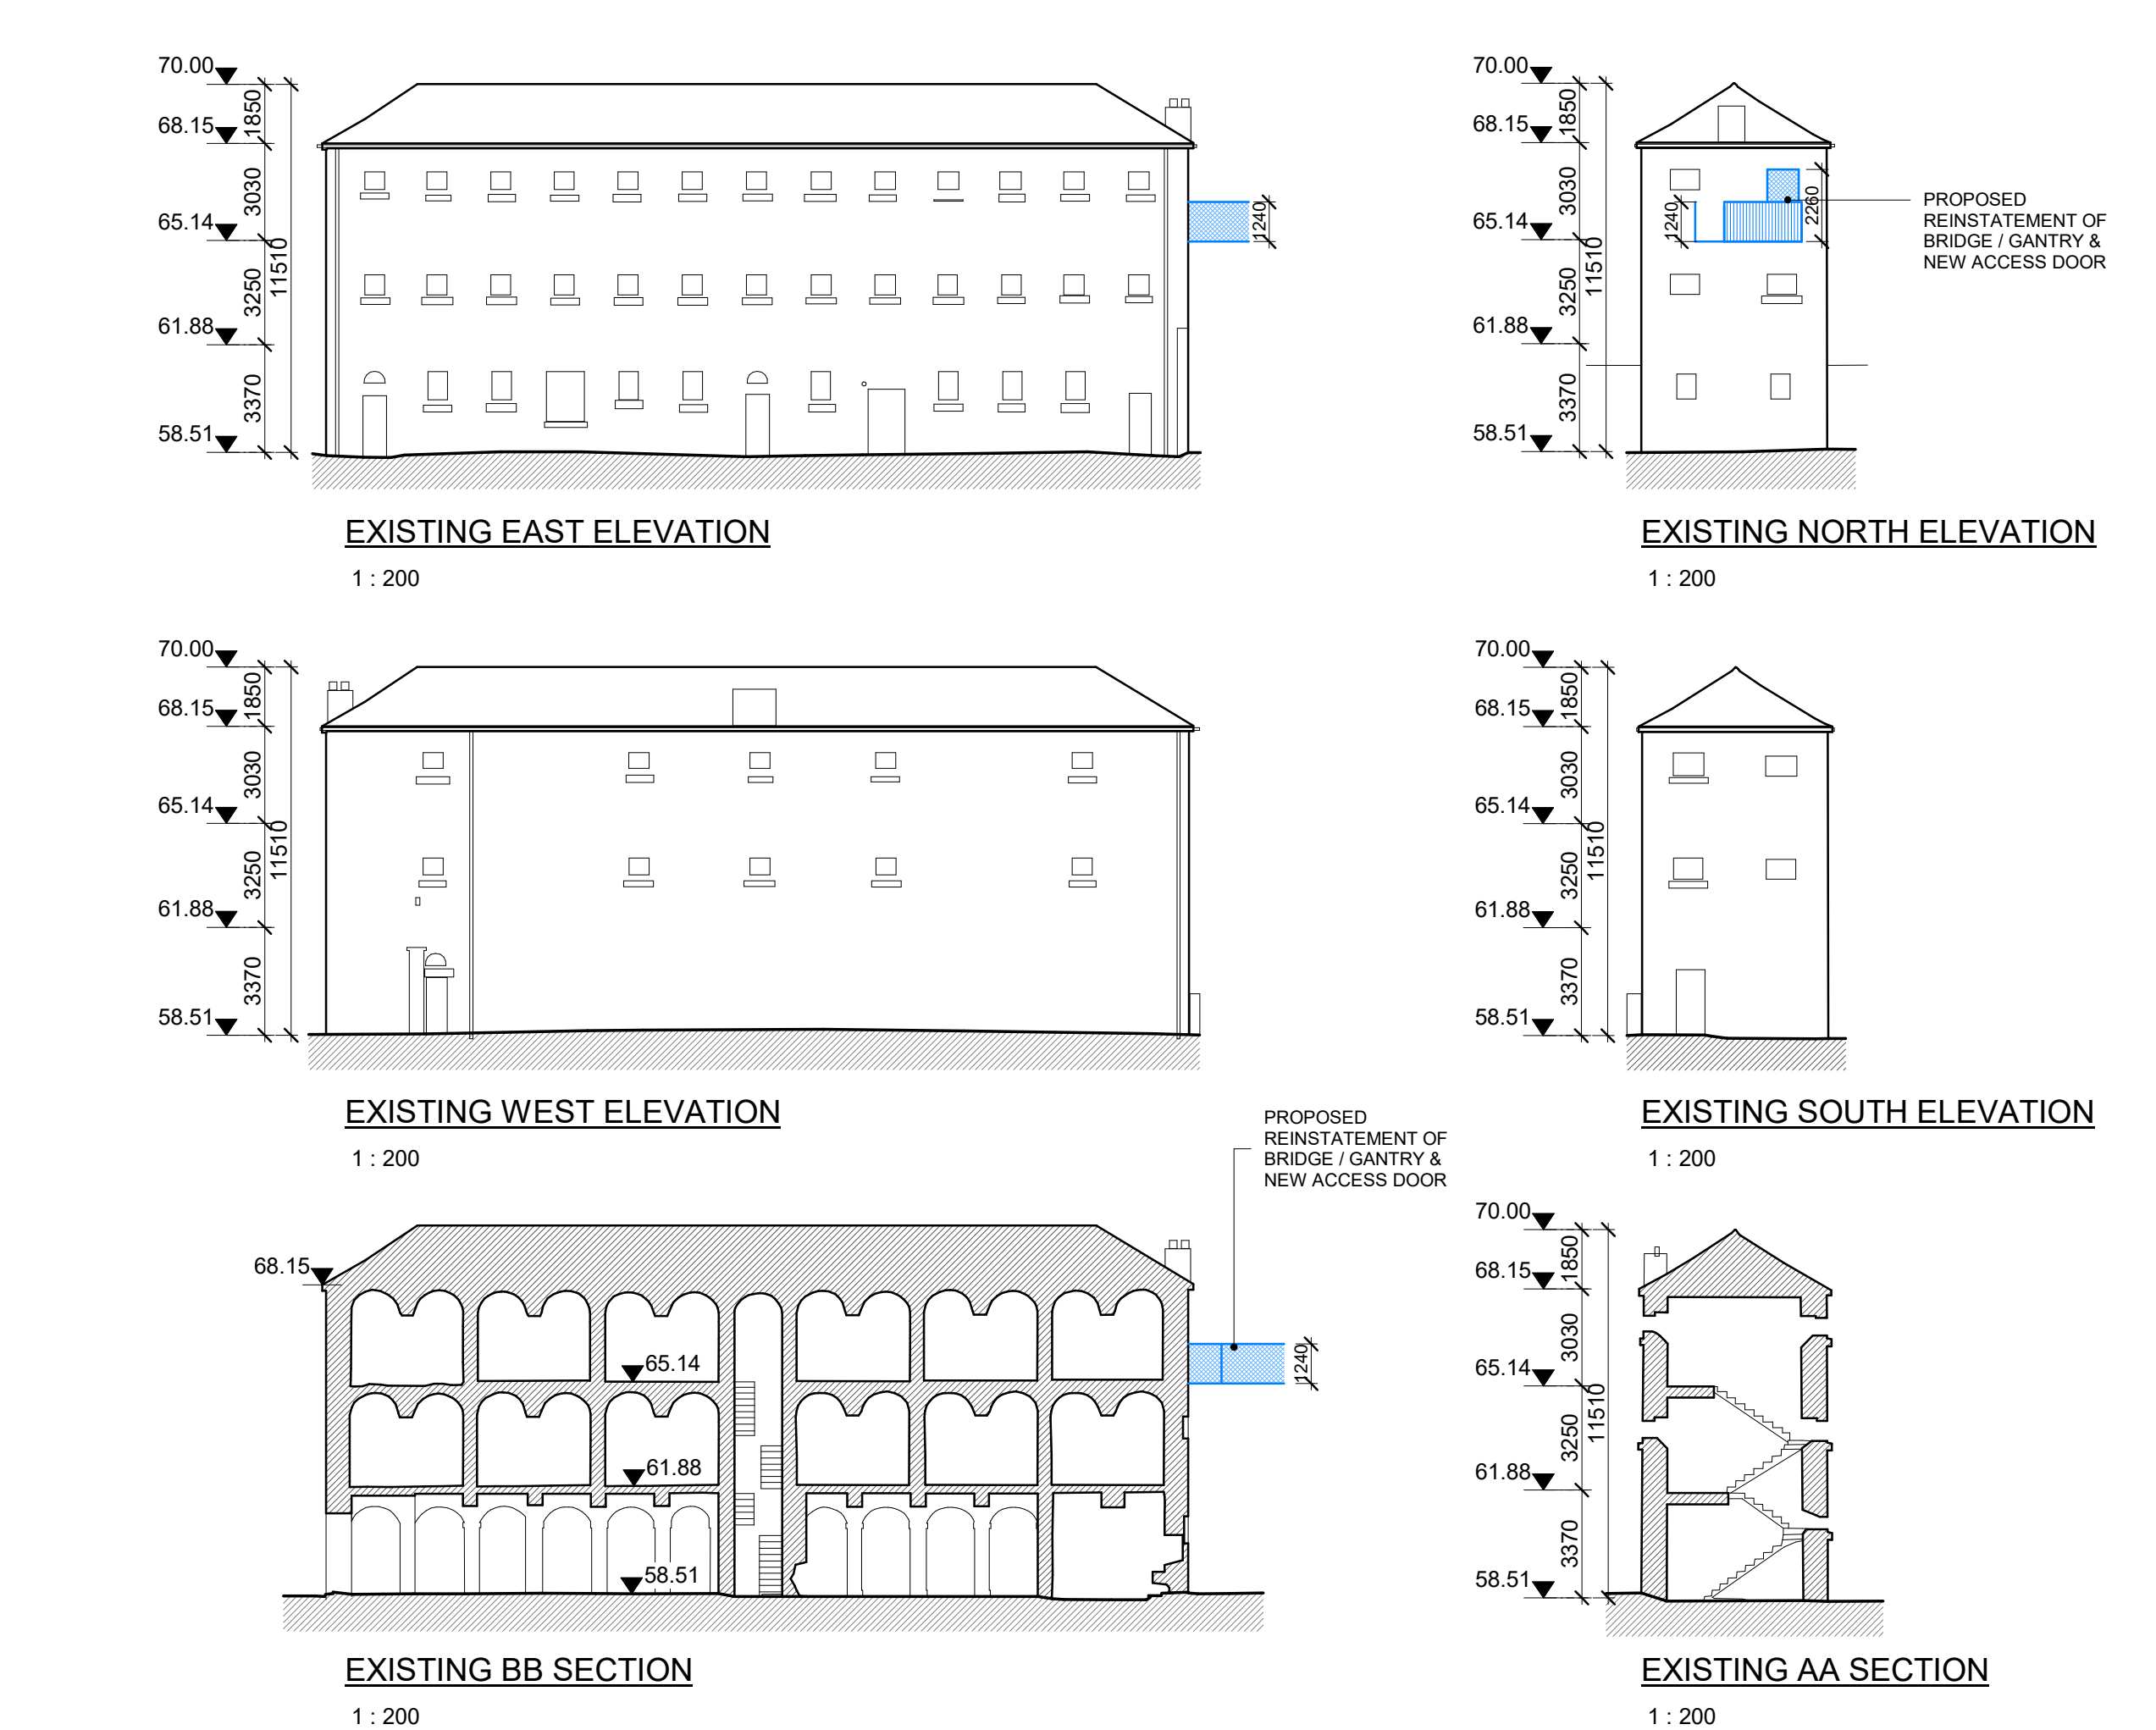 70.00
68.15
65.14
61.88
58.51
1850
3030
3250
3370
11510
1240
EXISTING EAST ELEVATION
1 : 200
70.00
68.15
65.14
61.88
58.51
1850
3030
3250
3370
11510
1240
2260
PROPOSED
REINSTATEMENT OF
BRIDGE / GANTRY &
NEW ACCESS DOOR
EXISTING NORTH ELEVATION
1 : 200
70.00
68.15
65.14
61.88
58.51
1850
3030
3250
3370
11510
EXISTING WEST ELEVATION
1 : 200
70.00
68.15
65.14
61.88
58.51
1850
3030
3250
3370
11510
EXISTING SOUTH ELEVATION
1 : 200
PROPOSED
REINSTATEMENT OF
BRIDGE / GANTRY &
NEW ACCESS DOOR
68.15
65.14
61.88
58.51
1240
EXISTING BB SECTION
1 : 200
70.00
68.15
65.14
61.88
58.51
1850
3030
3250
3370
11510
EXISTING AA SECTION
1 : 200